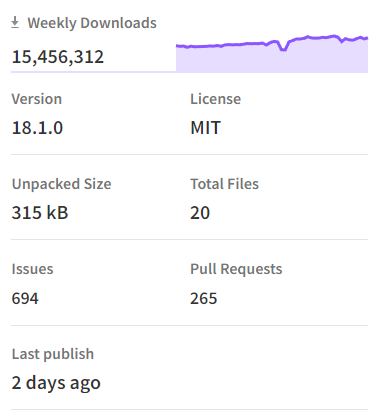 Weekly Downloads
15,456,312
Version License
18.1.0 MIT
Unpacked Size Total Files
315 kB 20
Issues Pull Requests
694 265
Last publish
2 days ago